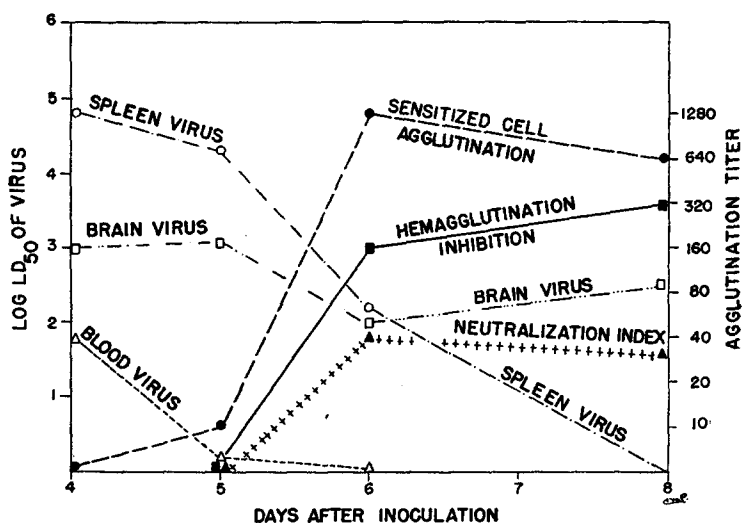 6
5
4
3
2
1
LOG LD50 OF VIRUS
SPLEEN VIRUS
BRAIN VIRUS
BLOOD VIRUS
SENSITIZED CELL
AGGLUTINATION
HEMAGGLUTINATION
INHIBITION
BRAIN VIRUS
NEUTRALIZATION INDEX
SPLEEN VIRUS
1280
640
320
160
80
40
20
10
AGGLUTINATION TITER
4
5
6
7
8
DAYS AFTER INOCULATION